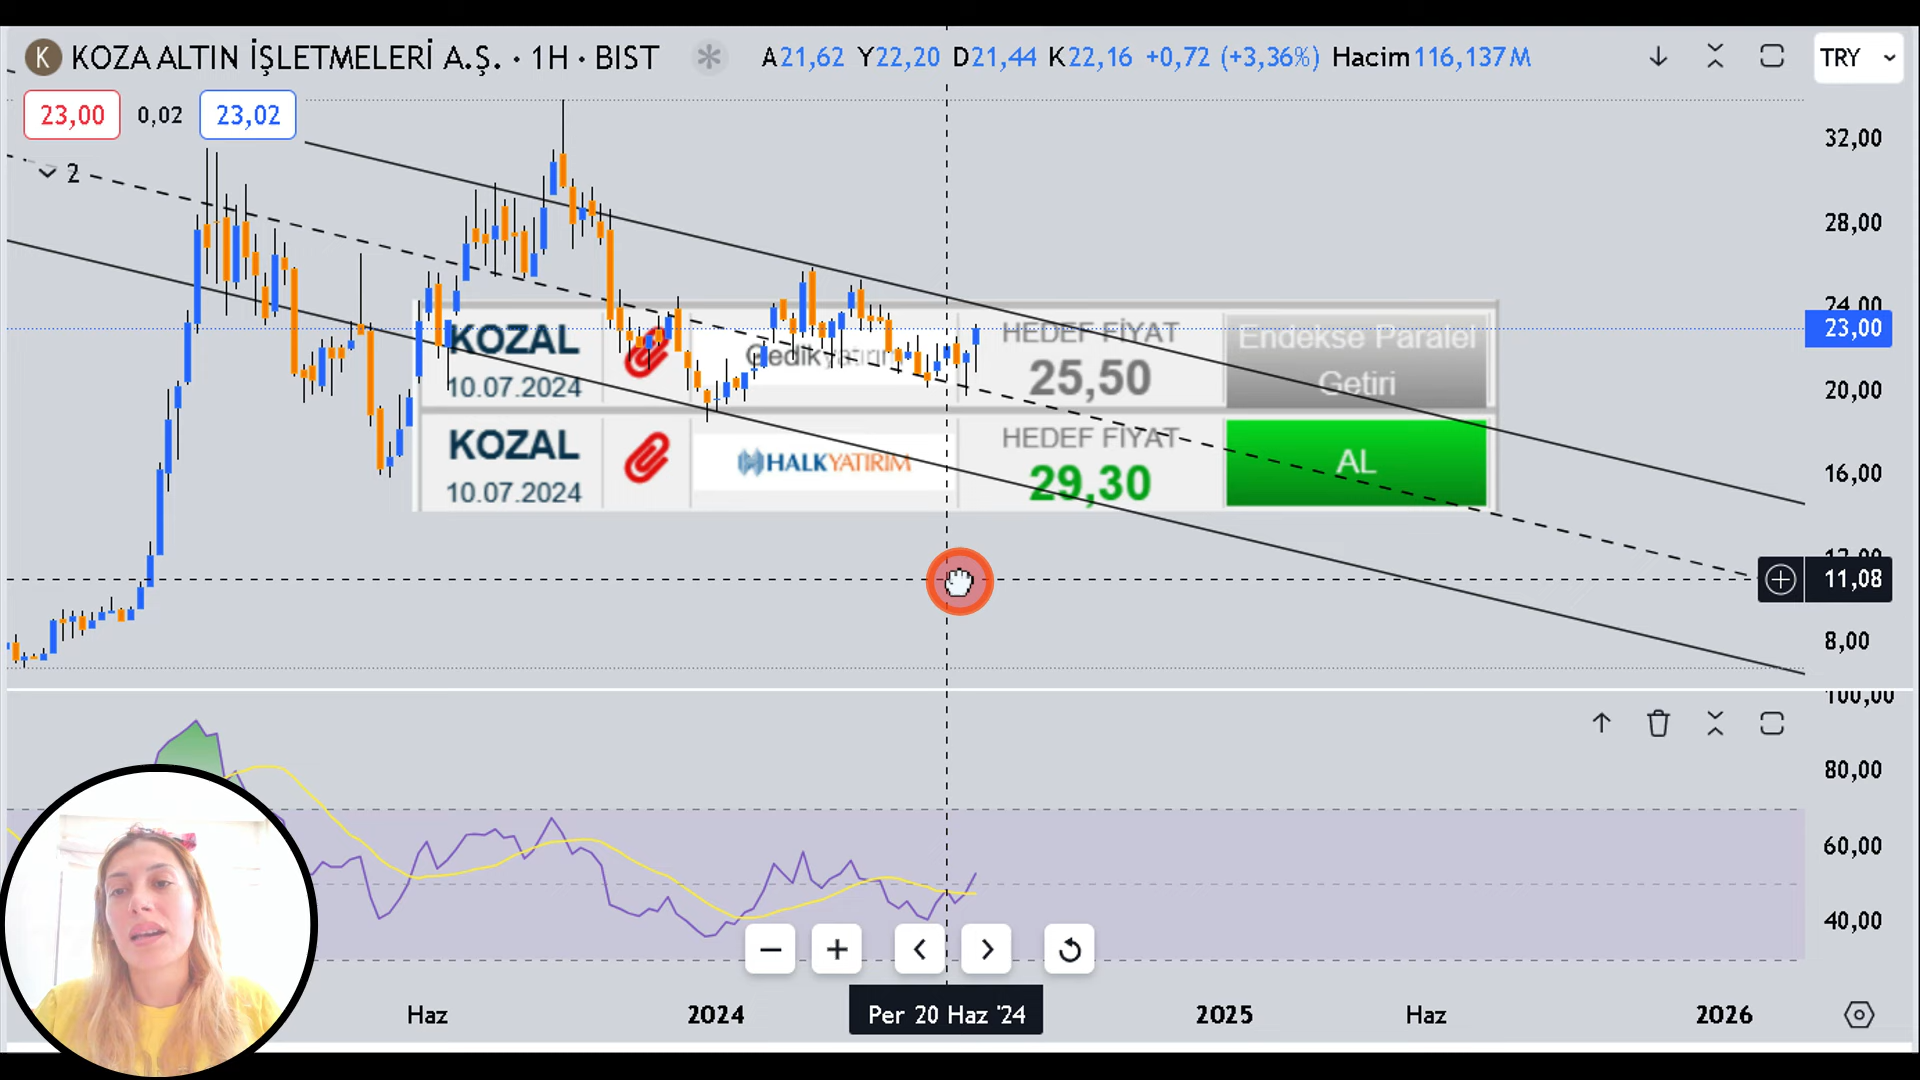 K KOZA ALTIN İŞLETMELERİ A.Ş. · 1H · BIST A21,62 Y22,20 D21,44 K22,16 +0,72 (+3,36%) Hacim116,137M TRY
23,00 0,02 23,02
2
32,00
28,00
24,00
23,00
20,00
16,00
12,00
11,08
8,00
KOZAL Gedik HEDEF FİYAT Endekse Paralel
10.07.2024 25,50 Getiri
KOZAL HALKYATIRIM HEDEF FİYAT AL
10.07.2024 29,30
100,00
80,00
60,00
40,00
Haz 2024 Per 20 Haz '24 2025 Haz 2026